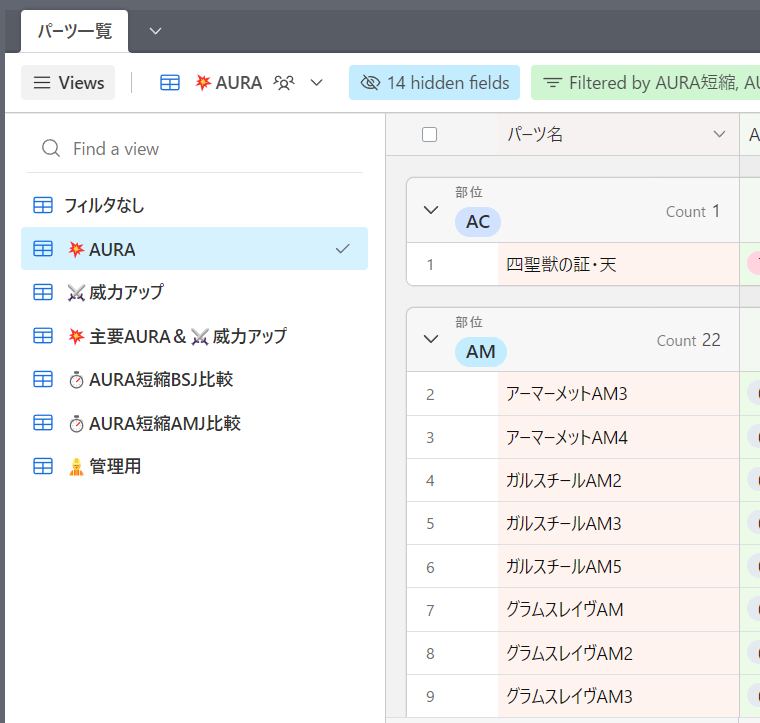 パーツ一覧
Views
💥 AURA
14 hidden fields
Filtered by AURA短縮, AU
Find a view
フィルタなし
💥 AURA
⚔威力アップ
💥主要AURA＆⚔威力アップ
⏱AURA短縮BSJ比較
⏱AURA短縮AMJ比較
管理用
パーツ名
A
部位
AC
Count 1
1 四聖獣の証・天
部位
AM
Count 22
2 アーマーメットAM3
3 アーマーメットAM4
4 ガルスチールAM2
5 ガルスチールAM3
6 ガルスチールAM5
7 グラムスレイヴAM
8 グラムスレイヴAM2
9 グラムスレイヴAM3